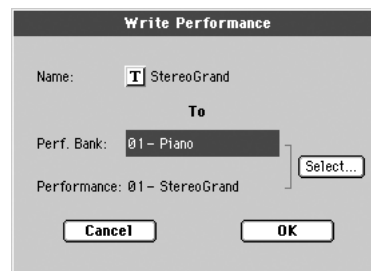 Write Performance
Name: T StereoGrand
To
Perf. Bank: 01- Piano
Select...
Performance: 01- StereoGrand
Cancel OK